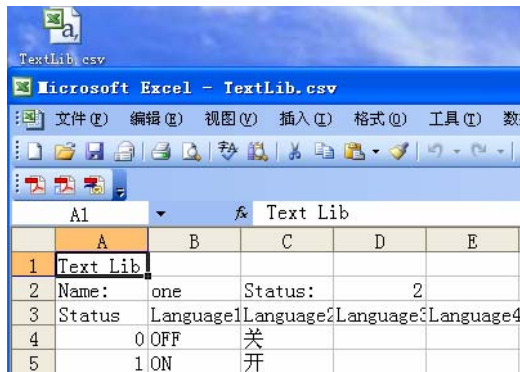 TextLib.csv
Microsoft Excel - TextLib.csv
文件(F) 编辑(E) 视图(V) 插入(I) 格式(O) 工具(T) 数
A1 fx Text Lib
A B C D E
1 Text Lib
2 Name: one Status: 2
3 Status Language1 Language2 Language3 Language4
4 0 OFF 关
5 1 ON 开